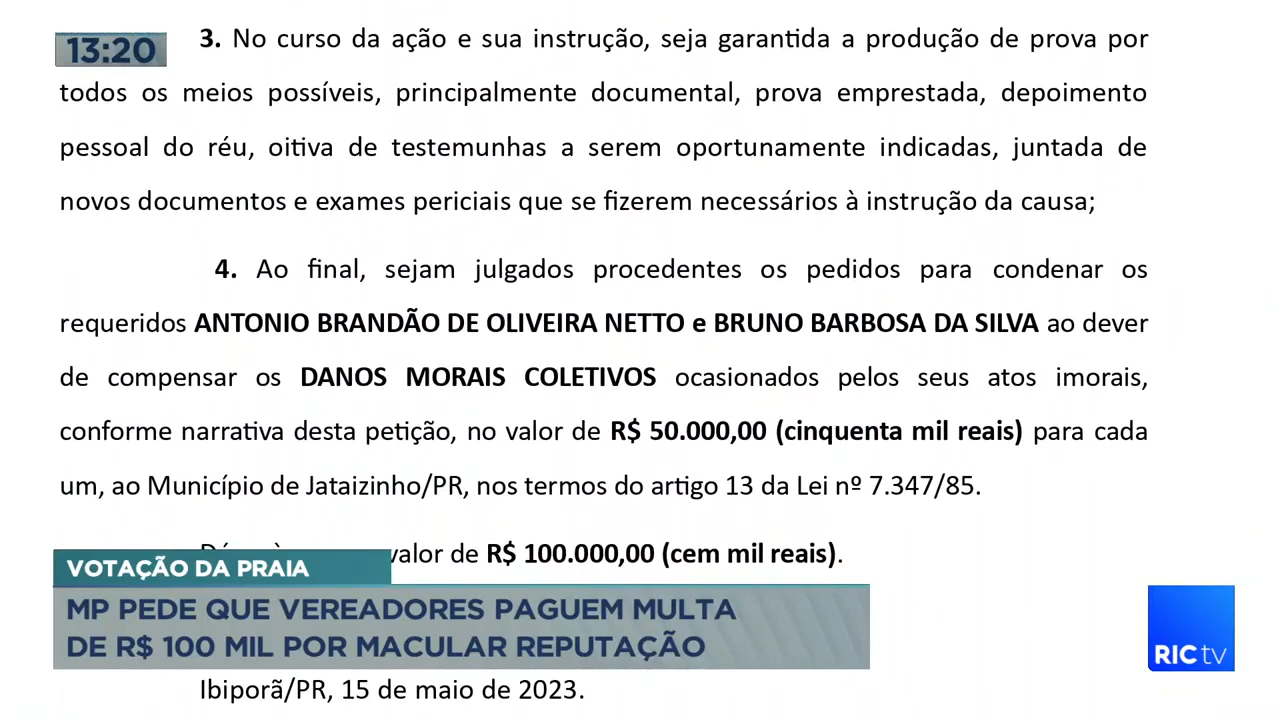 13:20
3. No curso da ação e sua instrução, seja garantida a produção de prova por
todos os meios possíveis, principalmente documental, prova emprestada, depoimento
pessoal do réu, oitiva de testemunhas a serem oportunamente indicadas, juntada de
novos documentos e exames periciais que se fizerem necessários à instrução da causa;
4. Ao final, sejam julgados procedentes os pedidos para condenar os
requeridos ANTONIO BRANDÃO DE OLIVEIRA NETTO e BRUNO BARBOSA DA SILVA ao dever
de compensar os DANOS MORAIS COLETIVOS ocasionados pelos seus atos imorais,
conforme narrativa desta petição, no valor de R$ 50.000,00 (cinquenta mil reais) para cada
um, ao Município de Jataizinho/PR, nos termos do artigo 13 da Lei nº 7.347/85.
valor de R$ 100.000,00 (cem mil reais).
VOTAÇÃO DA PRAIA
MP PEDE QUE VEREADORES PAGUEM MULTA
DE R$ 100 MIL POR MACULAR REPUTAÇÃO
RIC tv
Ibiporã/PR, 15 de maio de 2023.